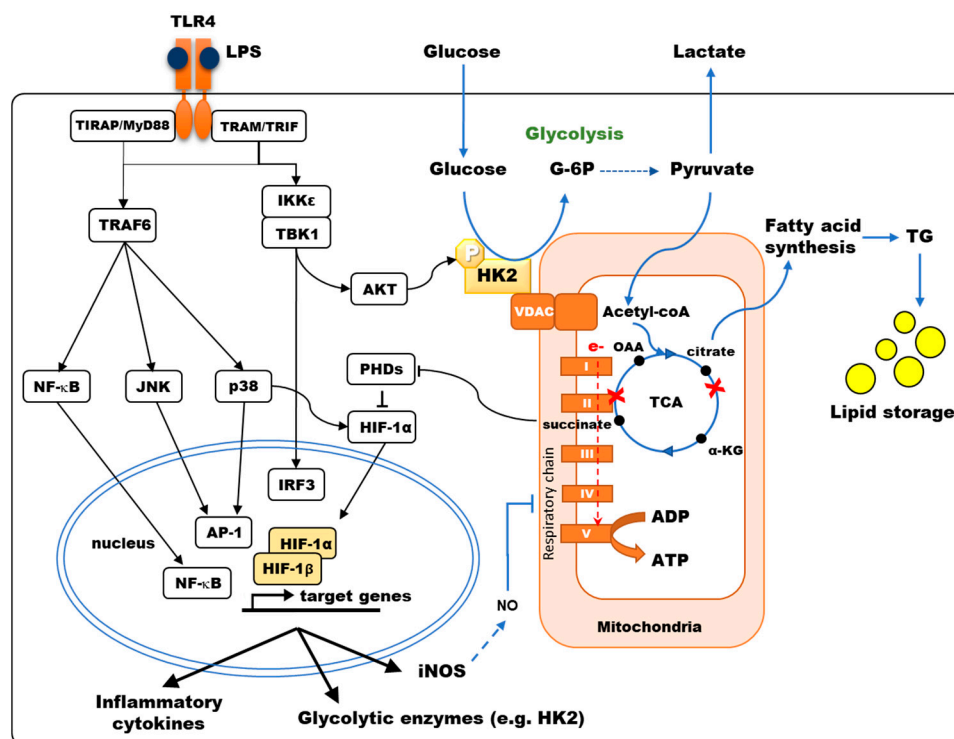 TLR4
LPS
Glucose
Lactate
TIRAP/MyD88
TRAM/TRIF
Glycolysis
Glucose
G-6P
Pyruvate
IKKε
TBK1
TRAF6
Fatty acid
synthesis
TG
P
HK2
AKT
VDAC
Acetyl-coA
e-
OAA
citrate
I
NF-κB
JNK
p38
PHDs
II
TCA
Lipid storage
HIF-1α
succinate
α-KG
III
IRF3
IV
Respiratory chain
ADP
AP-1
V
nucleus
HIF-1α
ATP
HIF-1β
NF-κB
target genes
NO
Mitochondria
iNOS
Inflammatory
cytokines
Glycolytic enzymes (e.g. HK2)